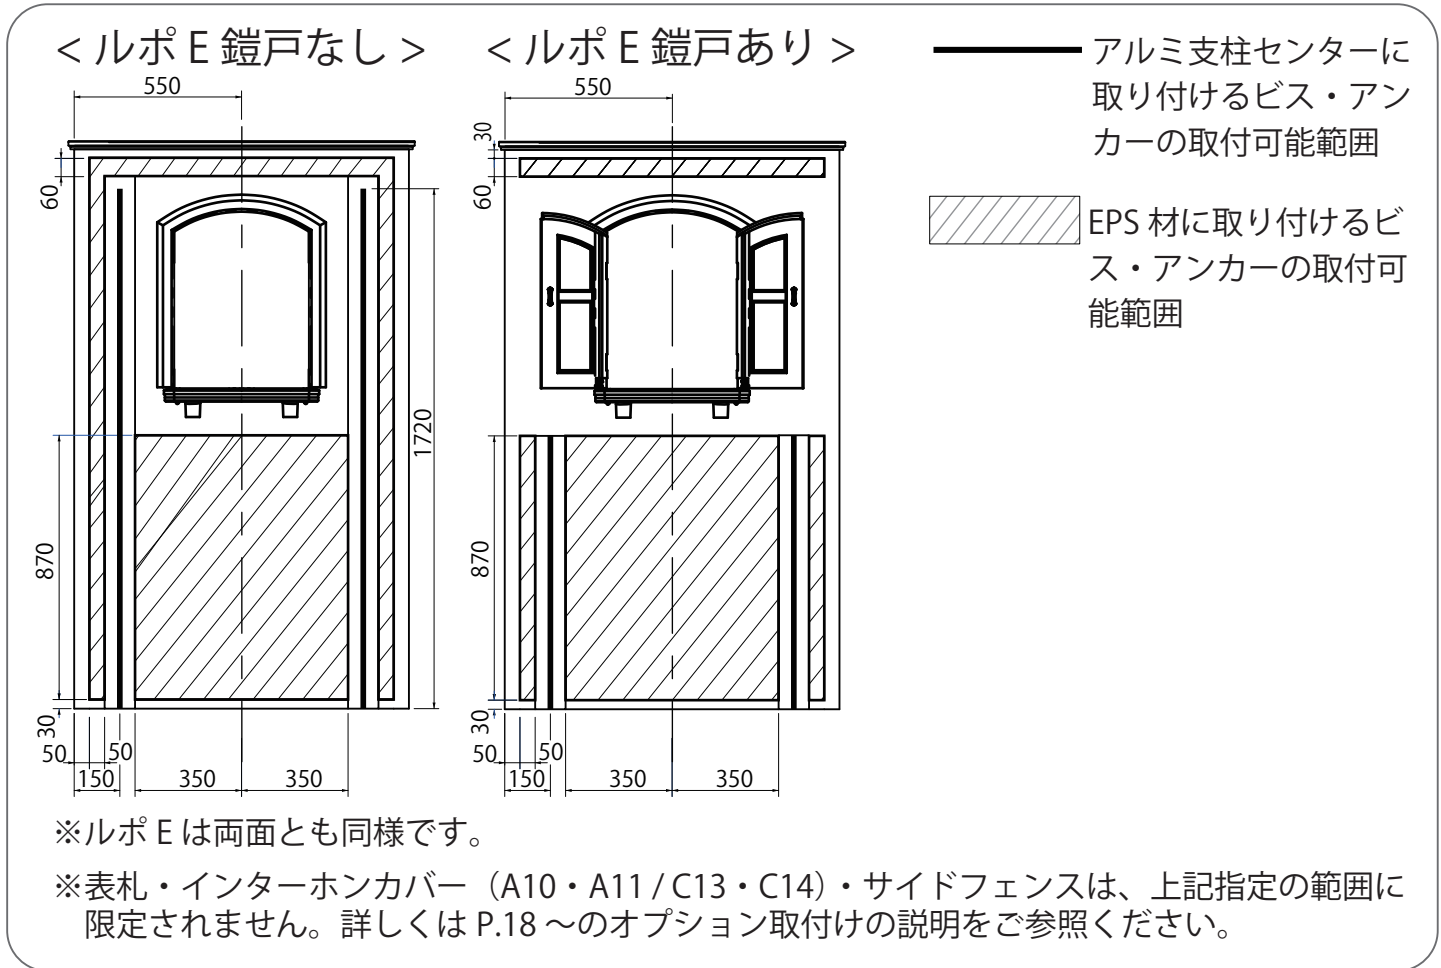 <ルポ E 鎧戸なし>
550
60
1720
870
30
50
50
150
350
350
<ルポ E 鎧戸あり>
550
30
60
870
30
50
50
150
350
350
アルミ支柱センターに
取り付けるビス・アン
カーの取付可能範囲
EPS 材に取り付けるビ
ス・アンカーの取付可
能範囲
※ルポ E は両面とも同様です。
※表札・インターホンカバー（A10・A11 / C13・C14）・サイドフェンスは、上記指定の範囲に
限定されません。詳しくは P.18 ～のオプション取付けの説明をご参照ください。